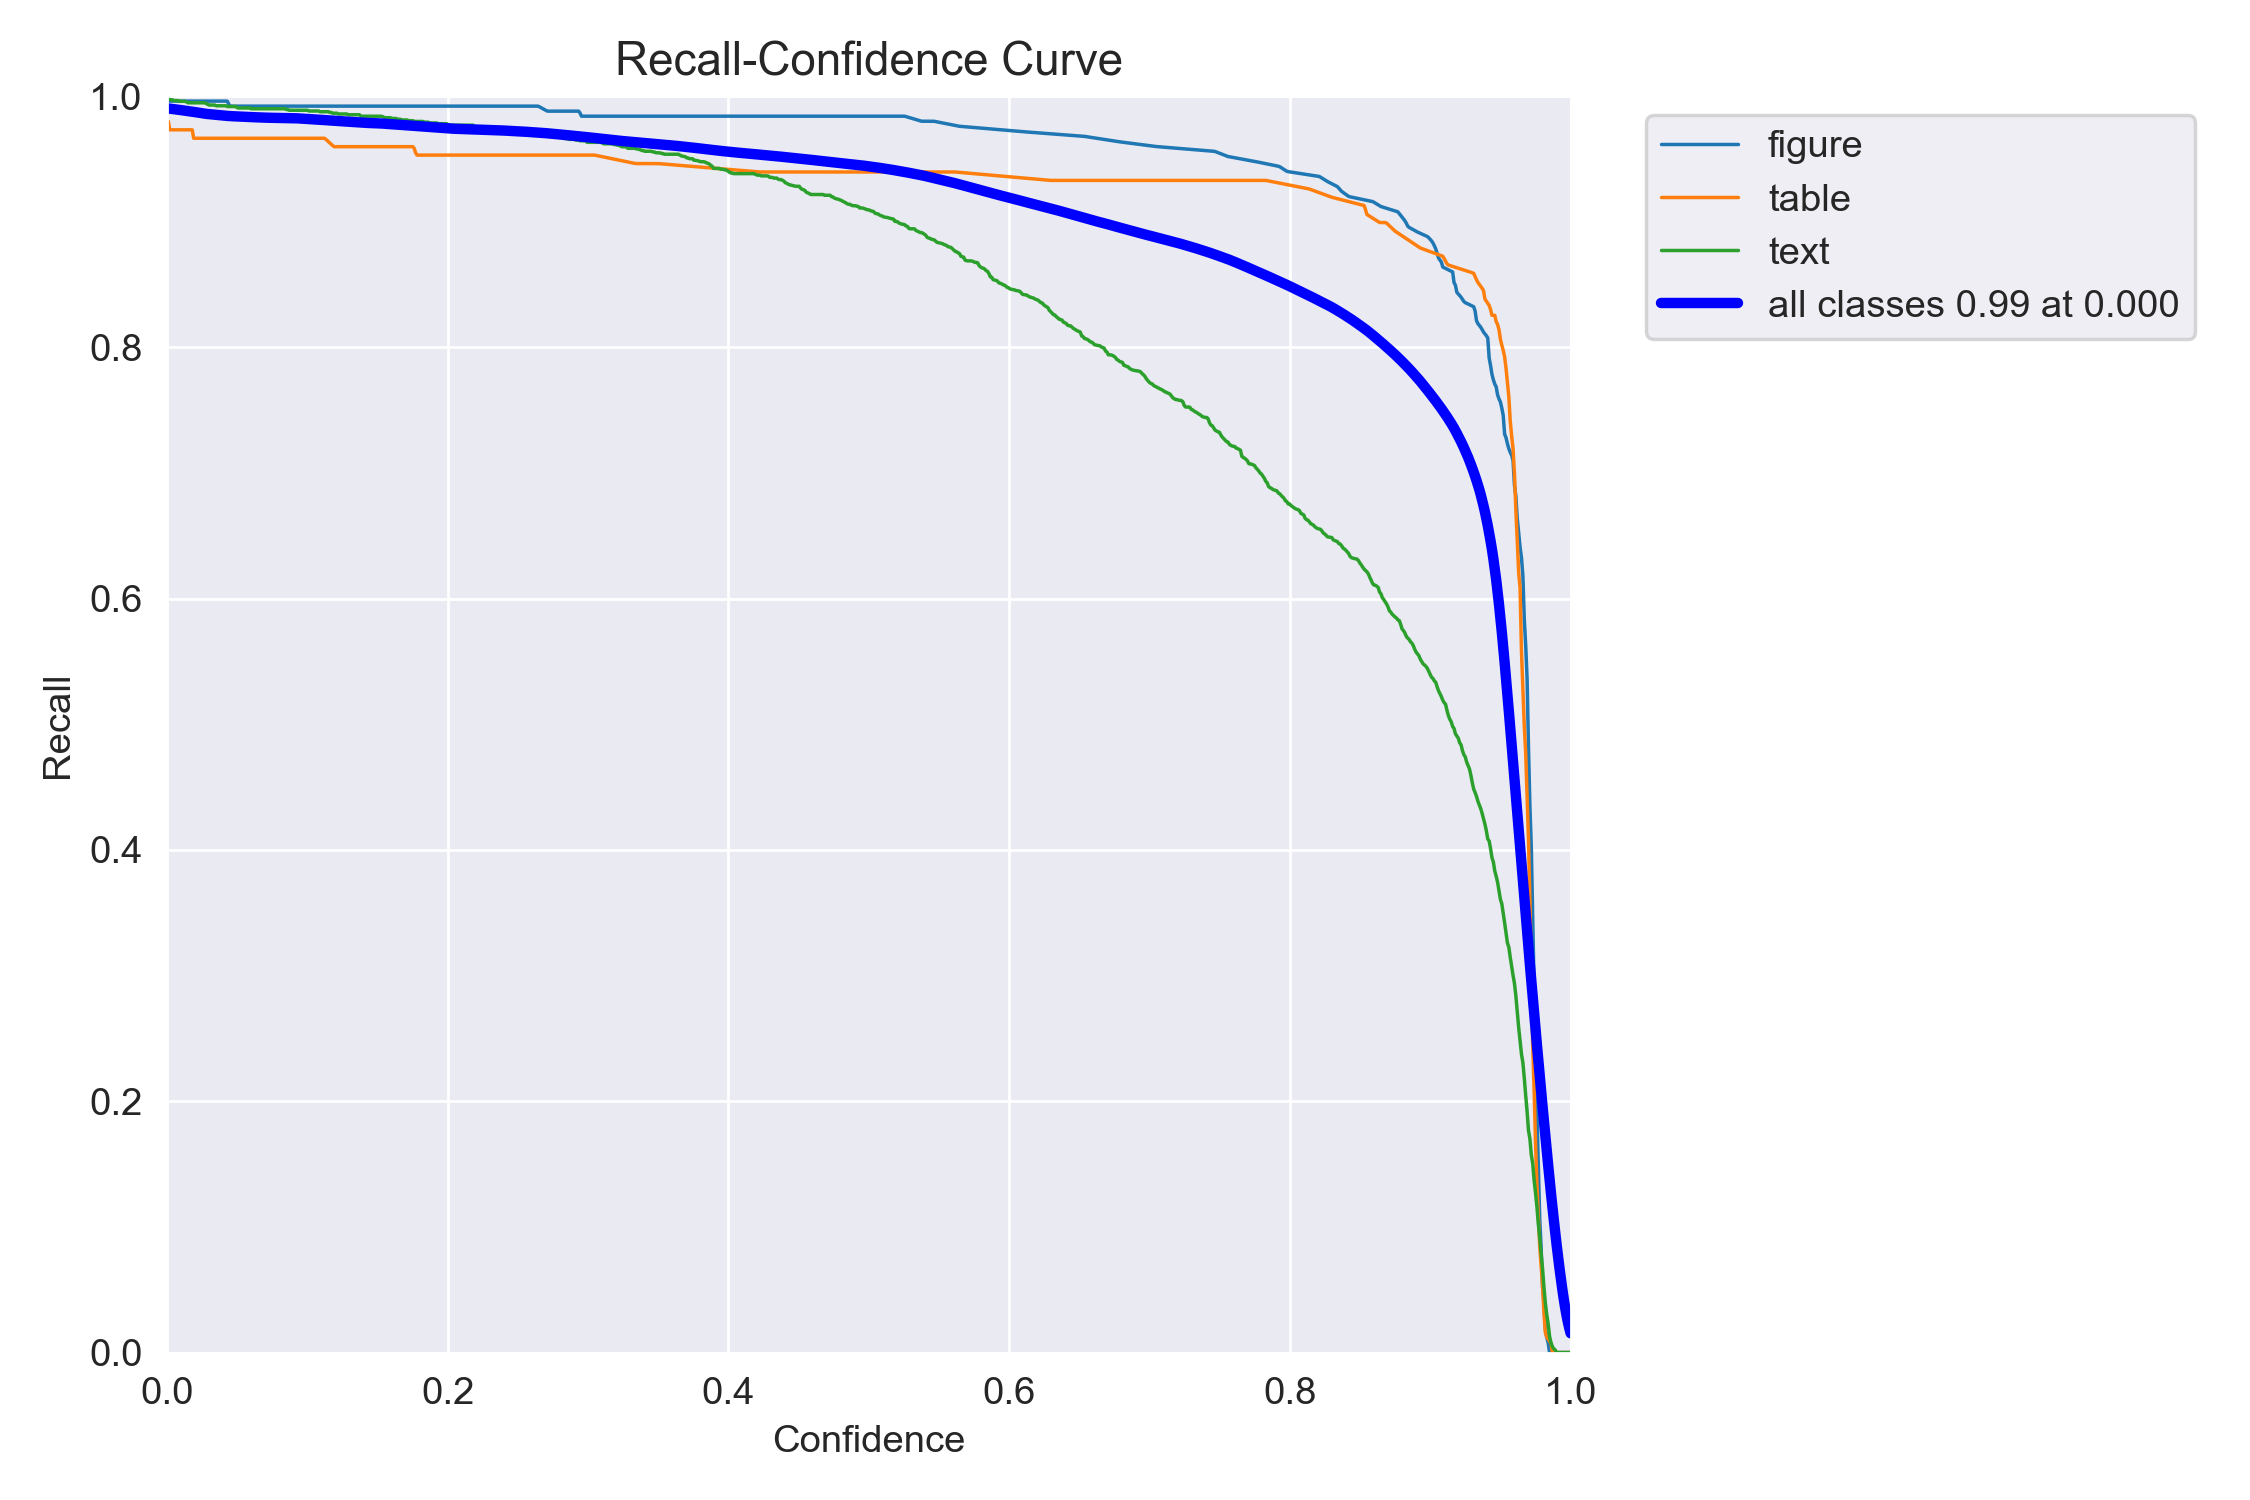 Recall-Confidence Curve
1.0
0.8
0.6
0.4
0.2
0.0
Recall
0.0 0.2 0.4 0.6 0.8 1.0
Confidence
figure
table
text
all classes 0.99 at 0.000